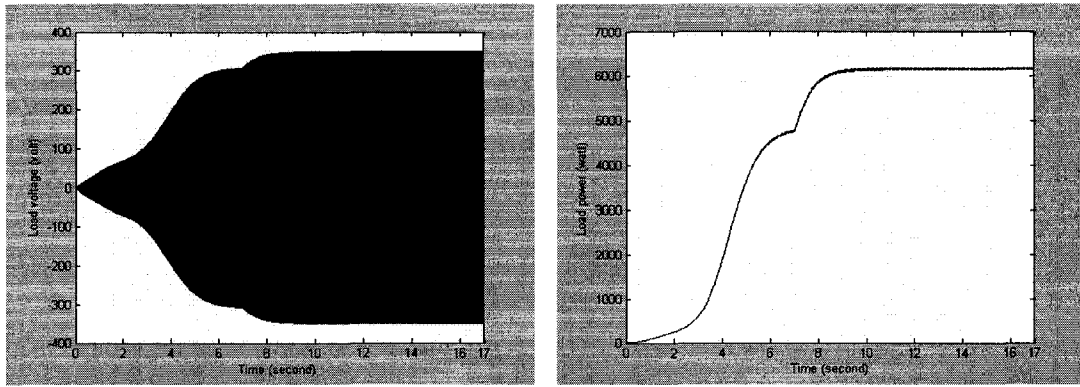 400
300
200
100
0
-100
-200
-300
-400
Load voltage (volt)
0 2 4 6 8 10 12 14 17
Time (second)
7000
6000
5000
4000
3000
2000
1000
0
Load power (watt)
0 2 4 6 8 10 12 14 17
Time (second)